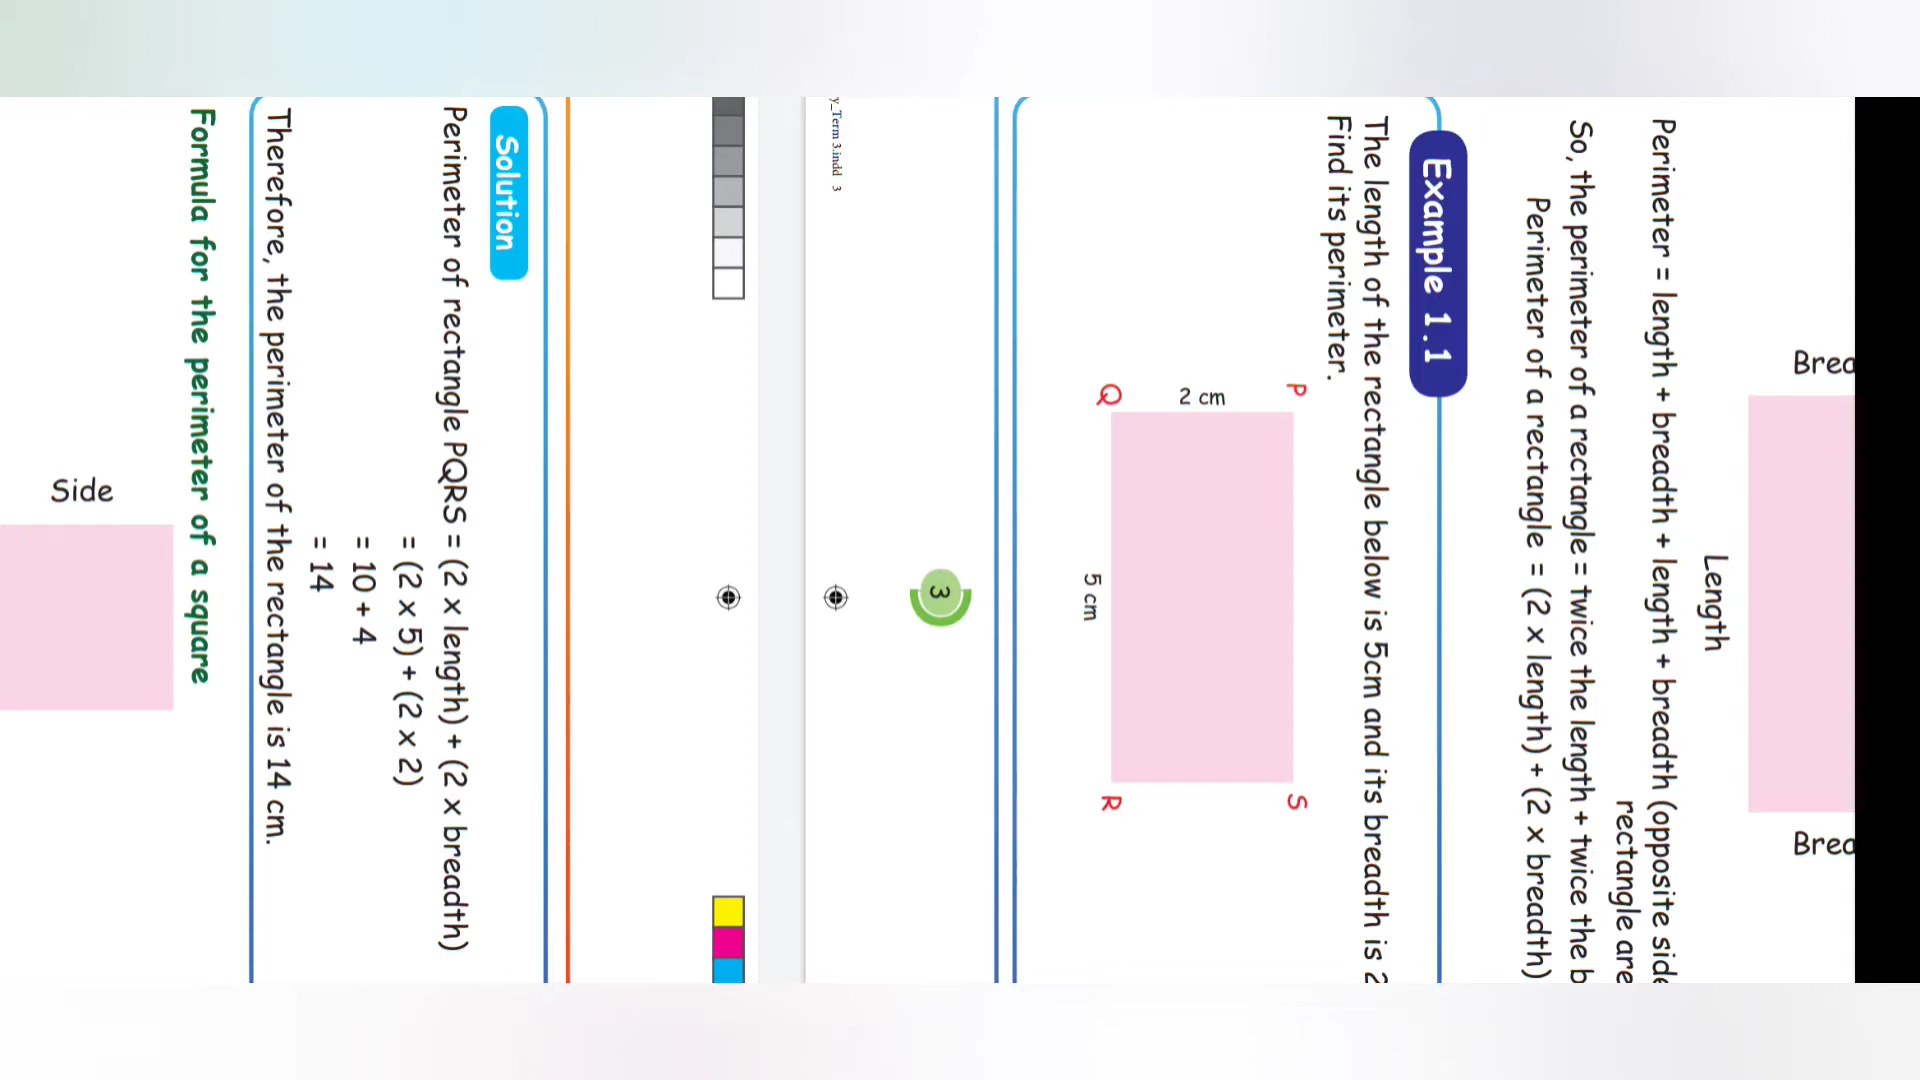 Brea
Brea
Length
Perimeter = length + breadth + length + breadth (opposite side
rectangle are
So, the perimeter of a rectangle = twice the length + twice the b
Perimeter of a rectangle = (2 x length) + (2 x breadth)
Example 1.1
The length of the rectangle below is 5cm and its breadth is 2
Find its perimeter.
P
S
2 cm
Q
R
5 cm
3
y_Term 3.indd 3
Solution
Perimeter of rectangle PQRS = (2 x length) + (2 x breadth)
= (2 x 5) + (2 x 2)
= 10 + 4
= 14
Therefore, the perimeter of the rectangle is 14 cm.
Formula for the perimeter of a square
Side